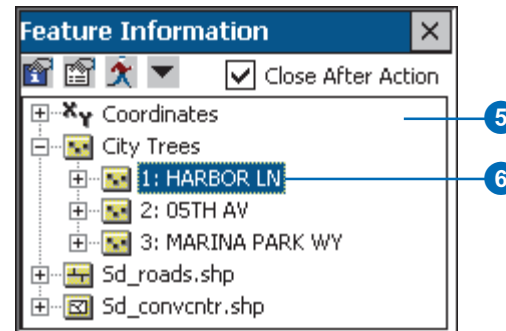 Feature Information
Close After Action
XY Coordinates
5
City Trees
1: HARBOR LN
6
2: 05TH AV
3: MARINA PARK WY
Sd_roads.shp
Sd_convcntr.shp